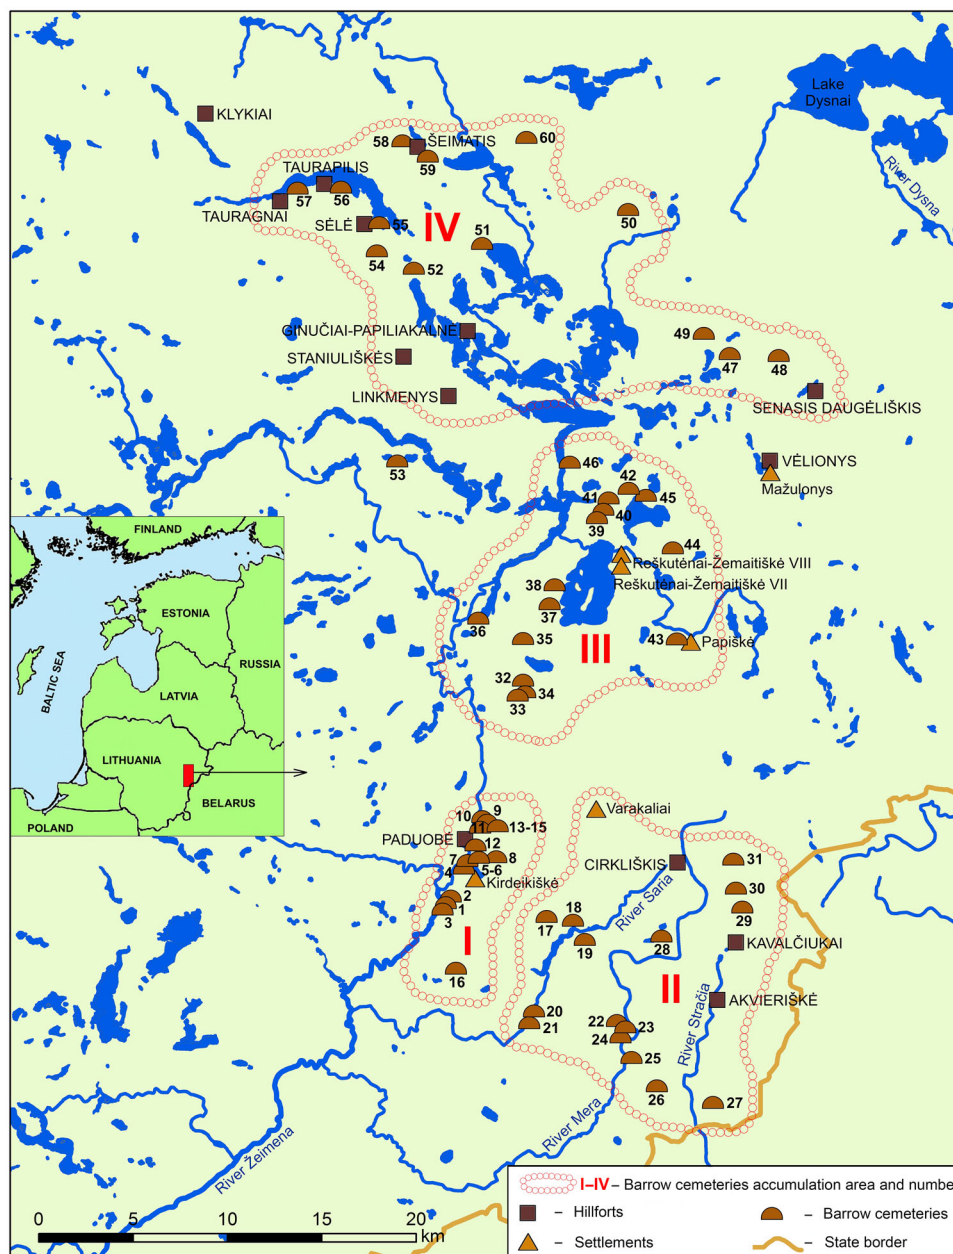 Lake
Dysnai
KLYKIAI
58
ŠEIMATIS
60
59
TAURAPILIS
River Dysna
57
56
TAURAGNAI
SĖLĖ
55
IV
51
50
54
52
49
GINUČIAI-PAPILIAKALNĖ
47
48
STANIULIŠKĖS
LINKMENYS
SENASIS DAUGĖLIŠKIS
53
46
VĖLIONYS
42
Mažulonys
41
45
40
39
44
FINLAND
Reškutėnai-Žemaitiškė VIII
Reškutėnai-Žemaitiškė VII
38
37
ESTONIA
36
35
III
43
Papiškė
BALTIC SEA
RUSSIA
32
34
33
LATVIA
LITHUANIA
BELARUS
POLAND
10
9
Varakaliai
11
13-15
PADUOBĖ
12
7
8
5-6
4
CIRKLIŠKIS
31
Kirdeikiškė
River Saria
30
2
1
3
29
18
17
19
28
I
KAVALČIUKAI
16
II
AKVIERIŠKĖ
20
21
22
23
24
River Stračia
25
26
27
River Mera
River Žeimena
I–IV – Barrow cemeteries accumulation area and number
– Hillforts
– Barrow cemeteries
– Settlements
– State border
0 5 10 15 20
km